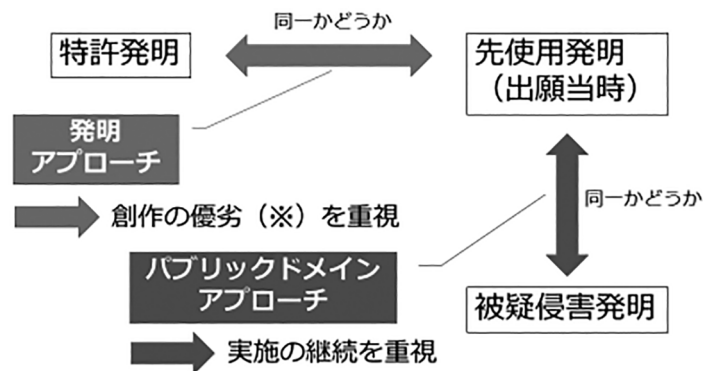 同一かどうか
特許発明
先使用発明
（出願当時）
発明
アプローチ
創作の優劣（※）を重視
同一かどうか
パブリックドメイン
アプローチ
被疑侵害発明
実施の継続を重視